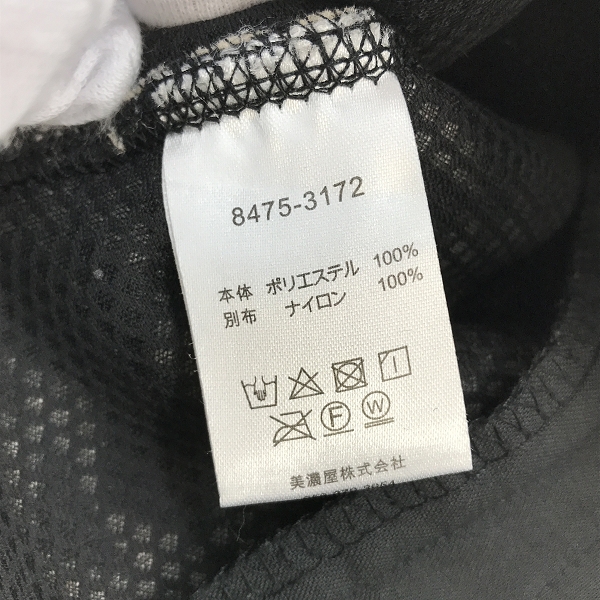 8475-3172
本体 ポリエステル 100%
別布 ナイロン 100%
F W
美濃屋株式会社